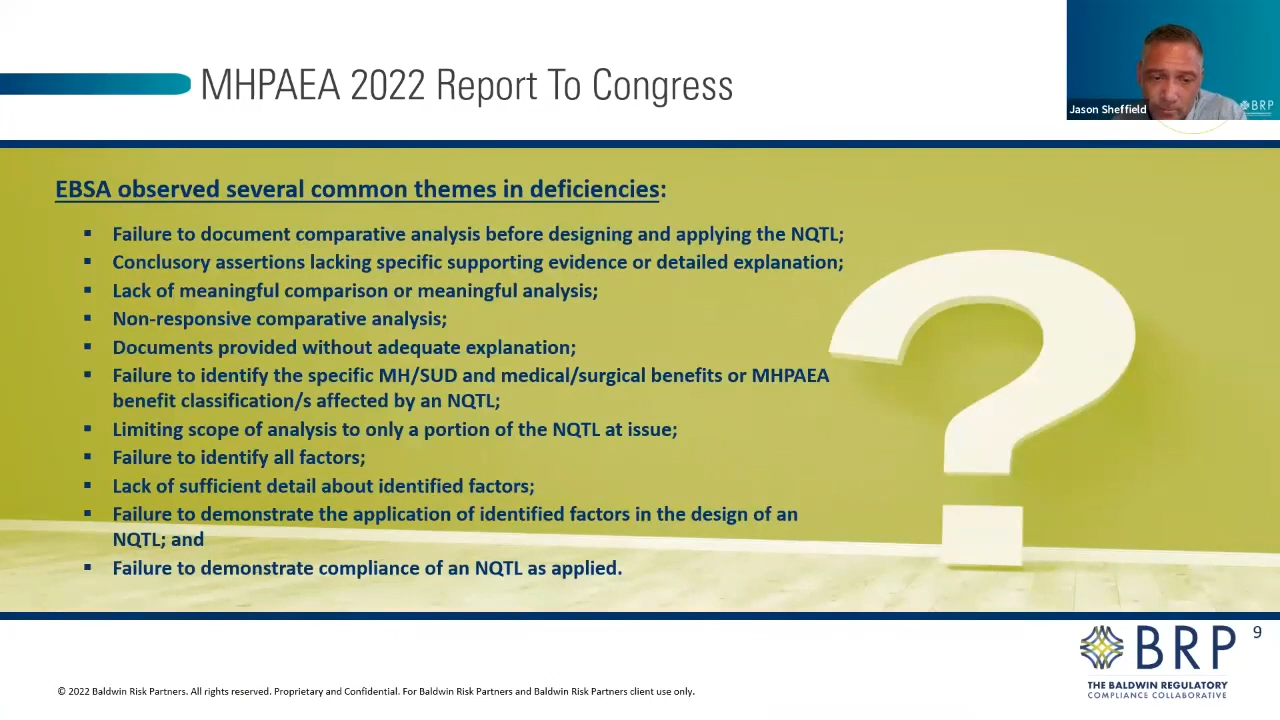 MHPAEA 2022 Report To Congress
Jason Sheffield
BRP
EBSA observed several common themes in deficiencies:
▪ Failure to document comparative analysis before designing and applying the NQTL;
▪ Conclusory assertions lacking specific supporting evidence or detailed explanation;
▪ Lack of meaningful comparison or meaningful analysis;
▪ Non-responsive comparative analysis;
▪ Documents provided without adequate explanation;
▪ Failure to identify the specific MH/SUD and medical/surgical benefits or MHPAEA
benefit classification/s affected by an NQTL;
▪ Limiting scope of analysis to only a portion of the NQTL at issue;
▪ Failure to identify all factors;
▪ Lack of sufficient detail about identified factors;
▪ Failure to demonstrate the application of identified factors in the design of an
NQTL; and
▪ Failure to demonstrate compliance of an NQTL as applied.
?
BRP
9
THE BALDWIN REGULATORY
COMPLIANCE COLLABORATIVE
© 2022 Baldwin Risk Partners. All rights reserved. Proprietary and Confidential. For Baldwin Risk Partners and Baldwin Risk Partners client use only.